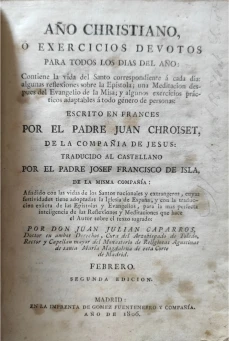 AÑO CHRISTIANO,
O EXERCICIOS DEVOTOS
PARA TODOS LOS DIAS DEL AÑO:
Contiene la vida del Santo correspondiente á cada dia:
algunas reflexiones sobre la Epístola; una Meditacion des
pues del Evangelio de la Misa; y algunos exercicios prác
ticos adaptables á todo género de personas:
ESCRITO EN FRANCES
POR EL PADRE JUAN CHROISET,
DE LA COMPAÑIA DE JESUS:
TRADUCIDO AL CASTELLANO
POR EL PADRE JOSEF FRANCISCO DE ISLA,
DE LA MISMA COMPAÑIA:
Añadido con las vidas de los Santos nacionales y extrangeros, cuyas
festividades tiene adoptadas la Iglesia de España, y con la traduc
cion entera de las Epístolas y Evangelios, para la mas perfecta
inteligencia de las Reflexiones y Meditaciones que hace
el Autor sobre el texto sagrado:
POR DON JUAN JULIAN CAPARROS,
Doctor en ambos Derechos, Cura del Arzobispado de Toledo,
Rector y Capellan mayor del Monasterio de Religiosas Agustinas
de santa María Magdalena de esta Corte
de Madrid.
FEBRERO.
SEGUNDA EDICION.
MADRID:
EN LA IMPRENTA DE GOMEZ FUENTENEBRO Y COMPAÑIA.
AÑO DE 1806.